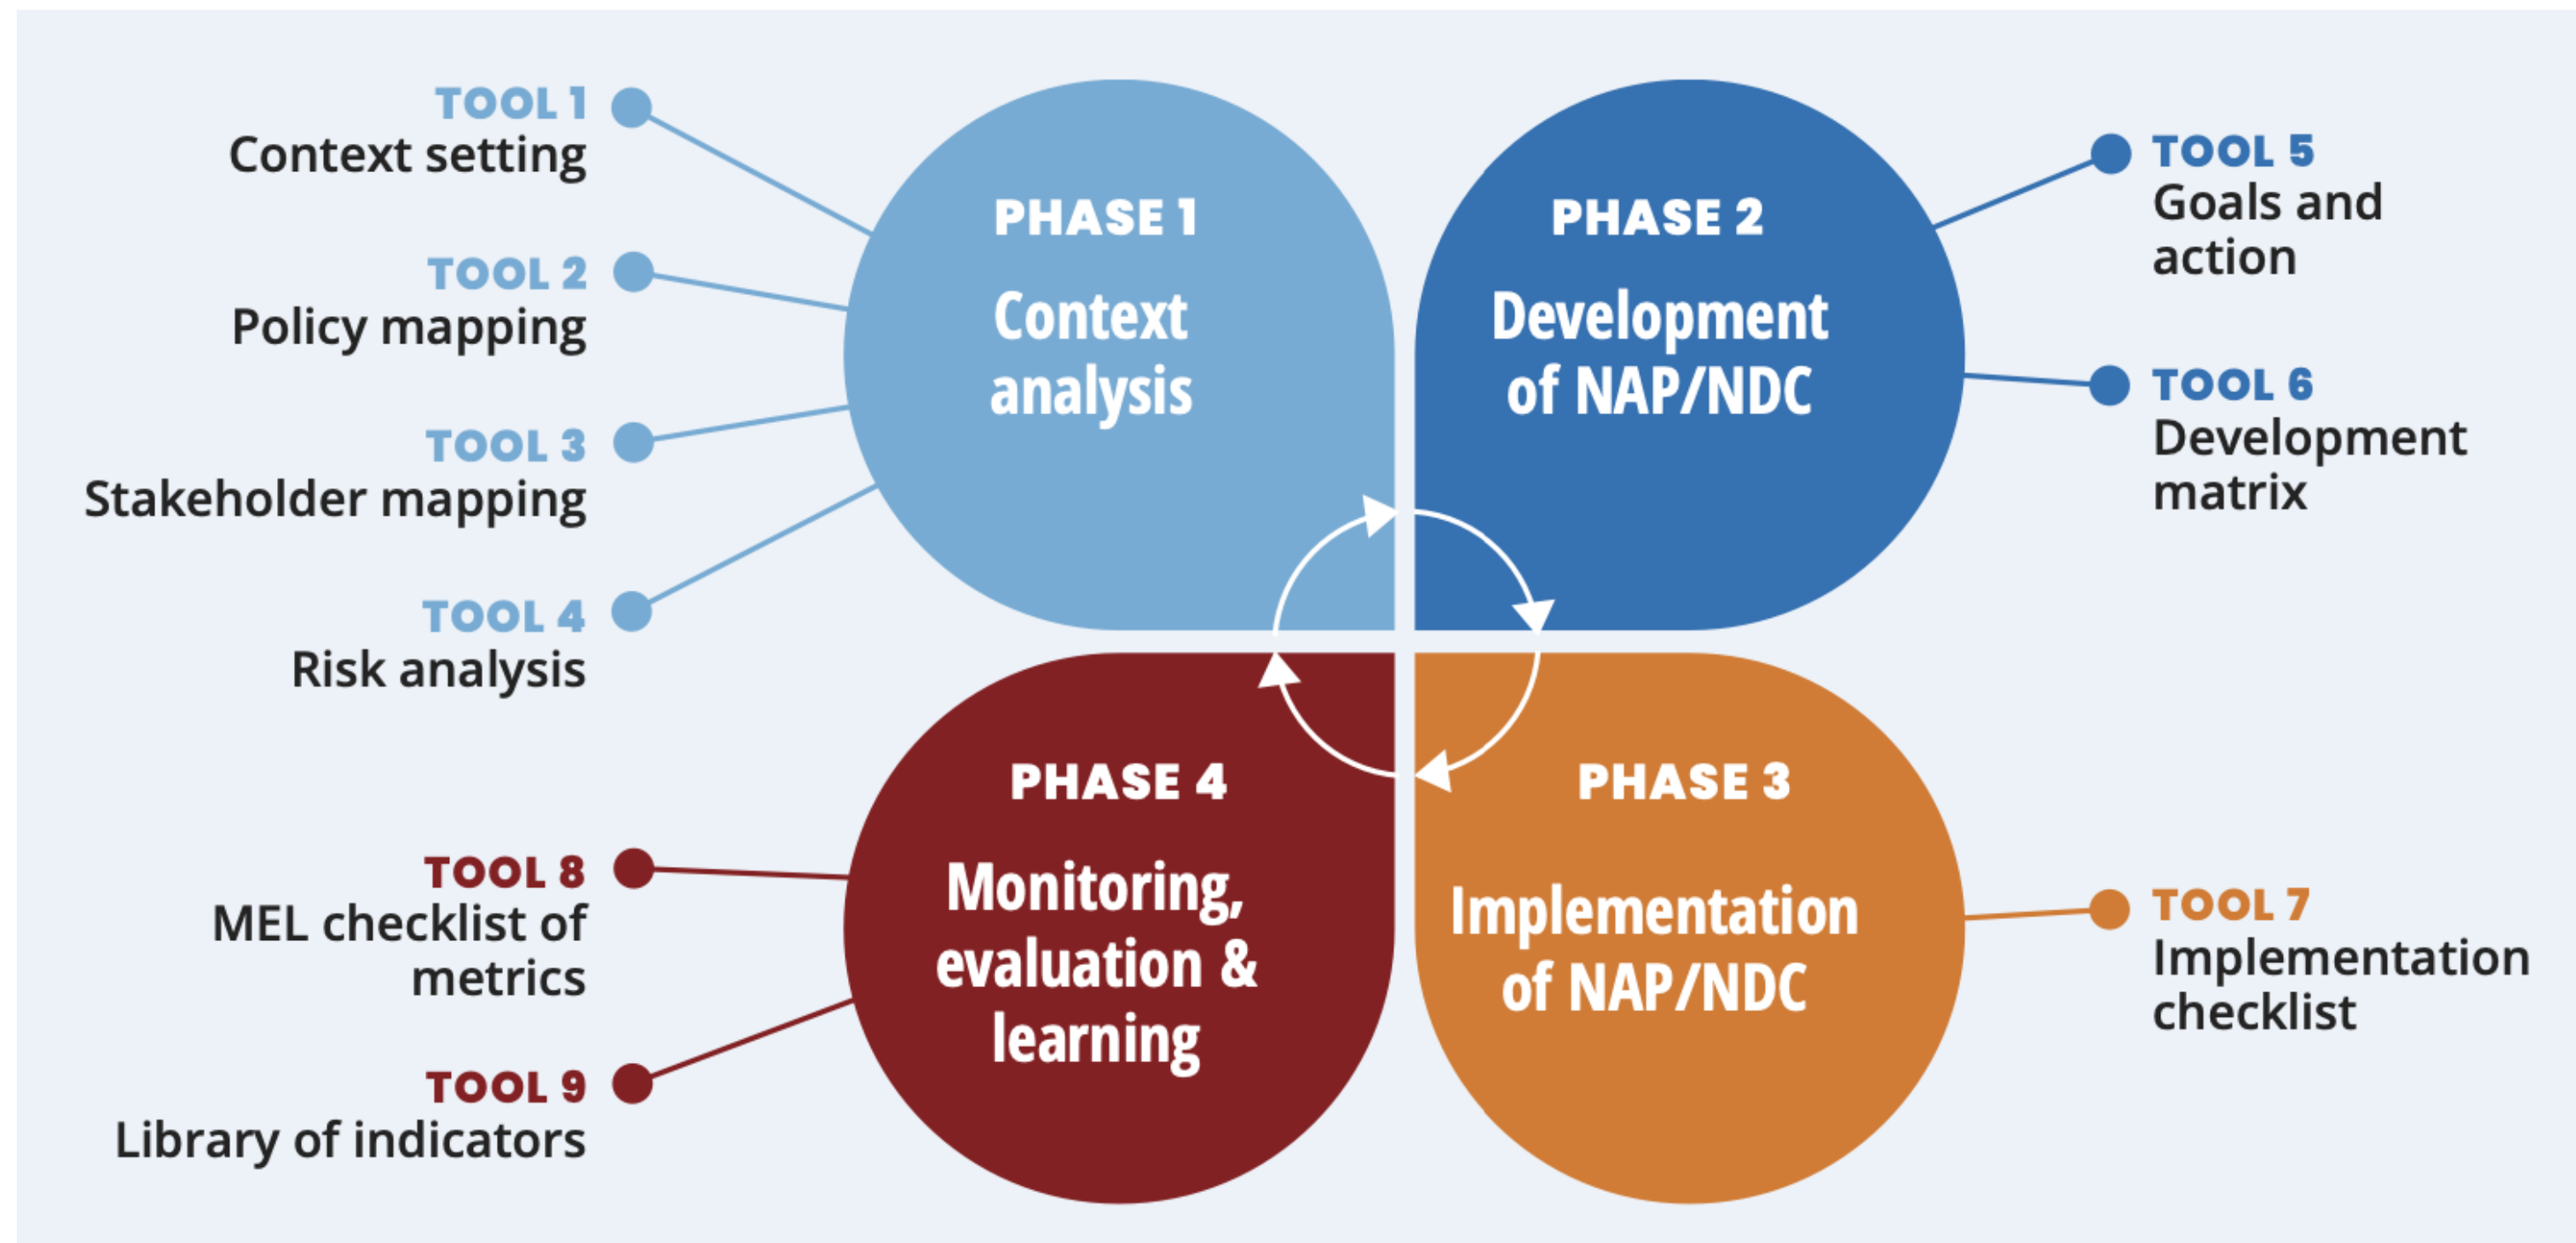 TOOL 1
Context setting
TOOL 2
Policy mapping
TOOL 3
Stakeholder mapping
TOOL 4
Risk analysis
PHASE 1
Context
analysis
PHASE 2
Development
of NAP/NDC
TOOL 5
Goals and
action
TOOL 6
Development
matrix
TOOL 8
MEL checklist of
metrics
TOOL 9
Library of indicators
PHASE 4
Monitoring,
evaluation &
learning
PHASE 3
Implementation
of NAP/NDC
TOOL 7
Implementation
checklist